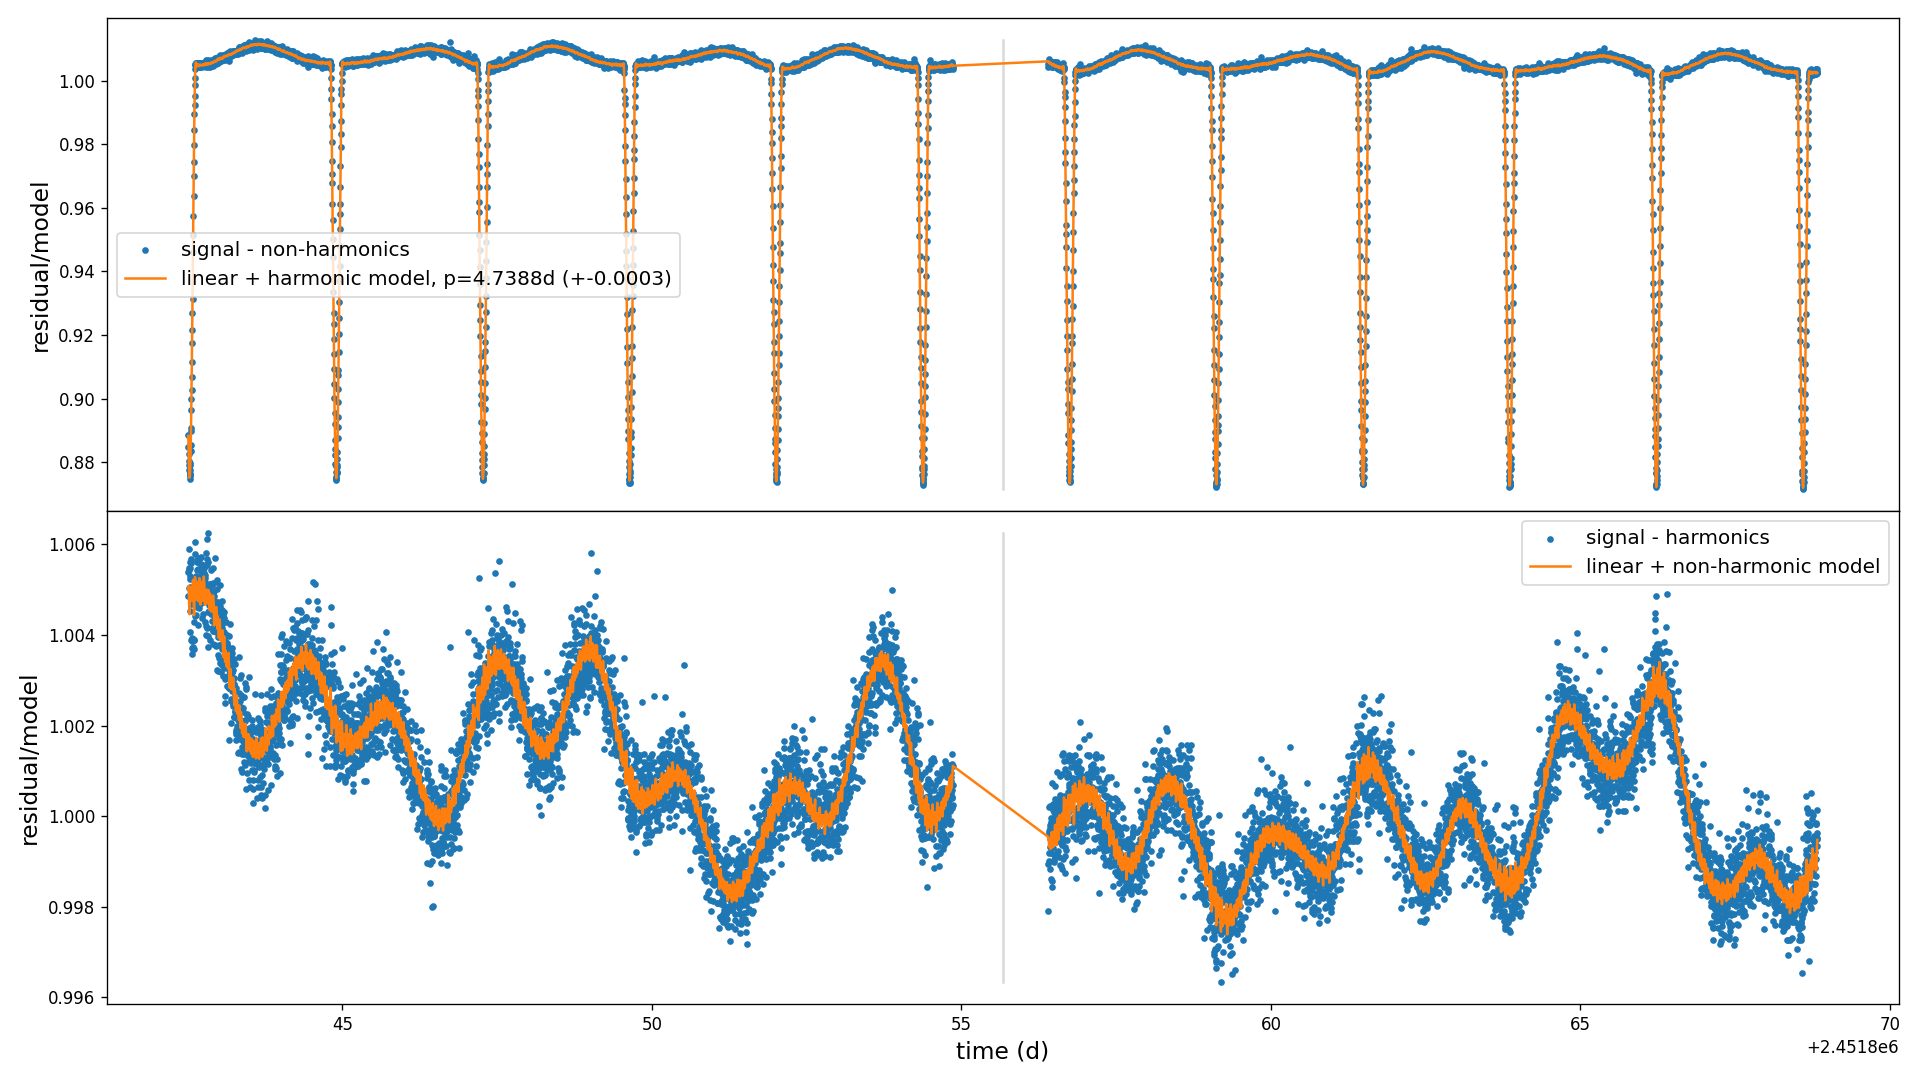 1.00
0.98
0.96
0.94
0.92
0.90
0.88
residual/model
signal - non-harmonics
linear + harmonic model, p=4.7388d (+-0.0003)
1.006
1.004
1.002
1.000
0.998
0.996
residual/model
signal - harmonics
linear + non-harmonic model
45
50
55
60
65
70
time (d)
+2.4518e6